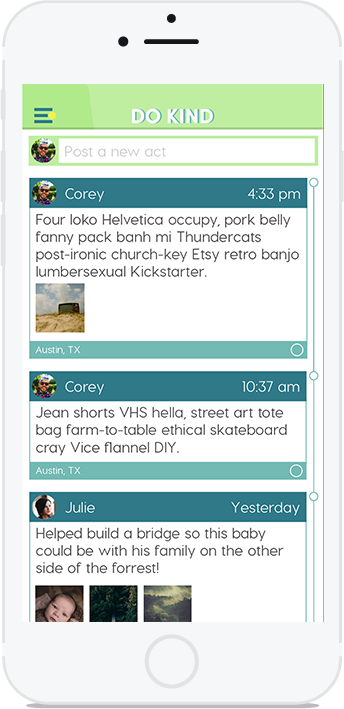 DO KIND
Post a new act
Corey 4:33 pm
Four loko Helvetica occupy, pork belly
fanny pack banh mi Thundercats
post-ironic church-key Etsy retro banjo
lumbersexual Kickstarter.
Austin, TX
Corey 10:37 am
Jean shorts VHS hella, street art tote
bag farm-to-table ethical skateboard
cray Vice flannel DIY.
Austin, TX
Julie Yesterday
Helped build a bridge so this baby
could be with his family on the other
side of the forrest!